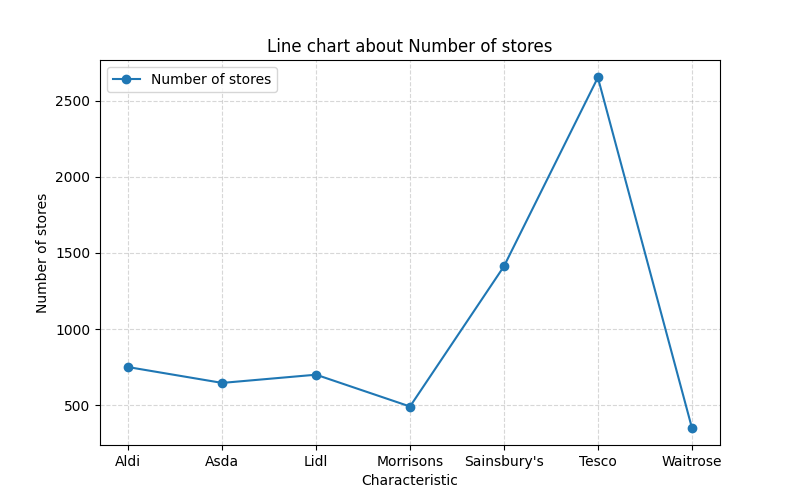 Line chart about Number of stores
Number of stores
Number of stores
2500
2000
1500
1000
500
Aldi Asda Lidl Morrisons Sainsbury's Tesco Waitrose
Characteristic